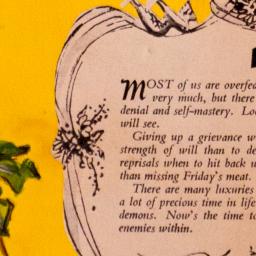 MOST of us are overfed
very much, but there
denial and self-mastery. Lo
will see.
Giving up a grievance w
strength of will than to de
reprisals when to hit back u
than missing Friday's meat.
There are many luxuries
a lot of precious time in life
demons. Now's the time to
enemies within.